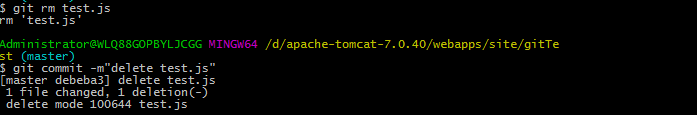 $ git rm test.js
rm 'test.js'
Administrator@WLQ88GOPBYLJCGG MINGW64 /d/apache-tomcat-7.0.40/webapps/site/gitTe
st (master)
$ git commit -m"delete test.js"
[master debeba3] delete test.js
 1 file changed, 1 deletion(-)
 delete mode 100644 test.js